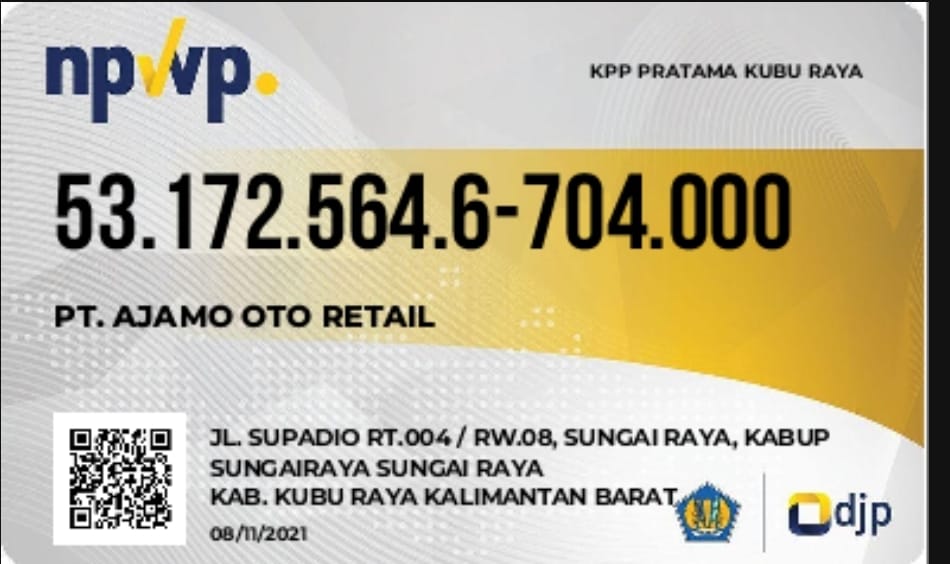 npwp.
KPP PRATAMA KUBU RAYA
53.172.564.6-704.000
PT. AJAMO OTO RETAIL
JL. SUPADIO RT.004 / RW.08, SUNGAI RAYA, KABUP
SUNGAIRAYA SUNGAI RAYA
KAB. KUBU RAYA KALIMANTAN BARAT
08/11/2021
djp